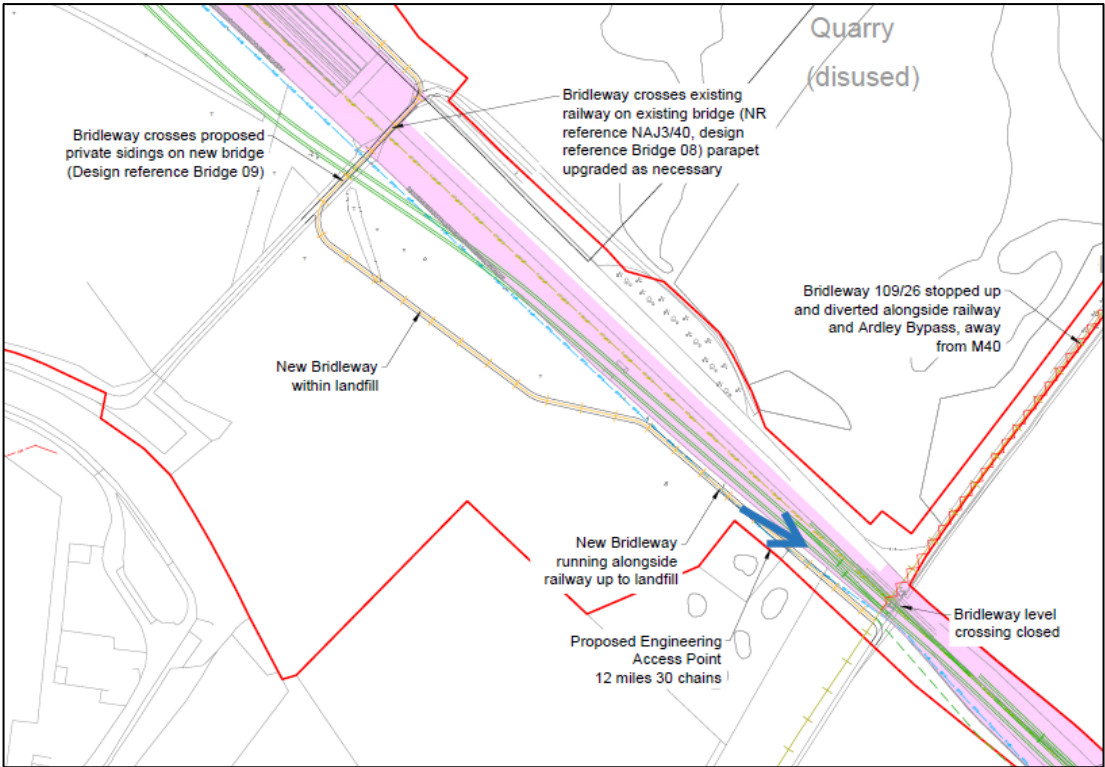 Quarry
(disused)
Bridleway crosses existing
railway on existing bridge (NR
reference NAJ3/40, design
reference Bridge 08) parapet
upgraded as necessary
Bridleway crosses proposed
private sidings on new bridge
(Design reference Bridge 09)
Bridleway 109/26 stopped up
and diverted alongside railway
and Ardley Bypass, away
from M40
New Bridleway
within landfill
New Bridleway
running alongside
railway up to landfill
Bridleway level
crossing closed
Proposed Engineering
Access Point
12 miles 30 chains